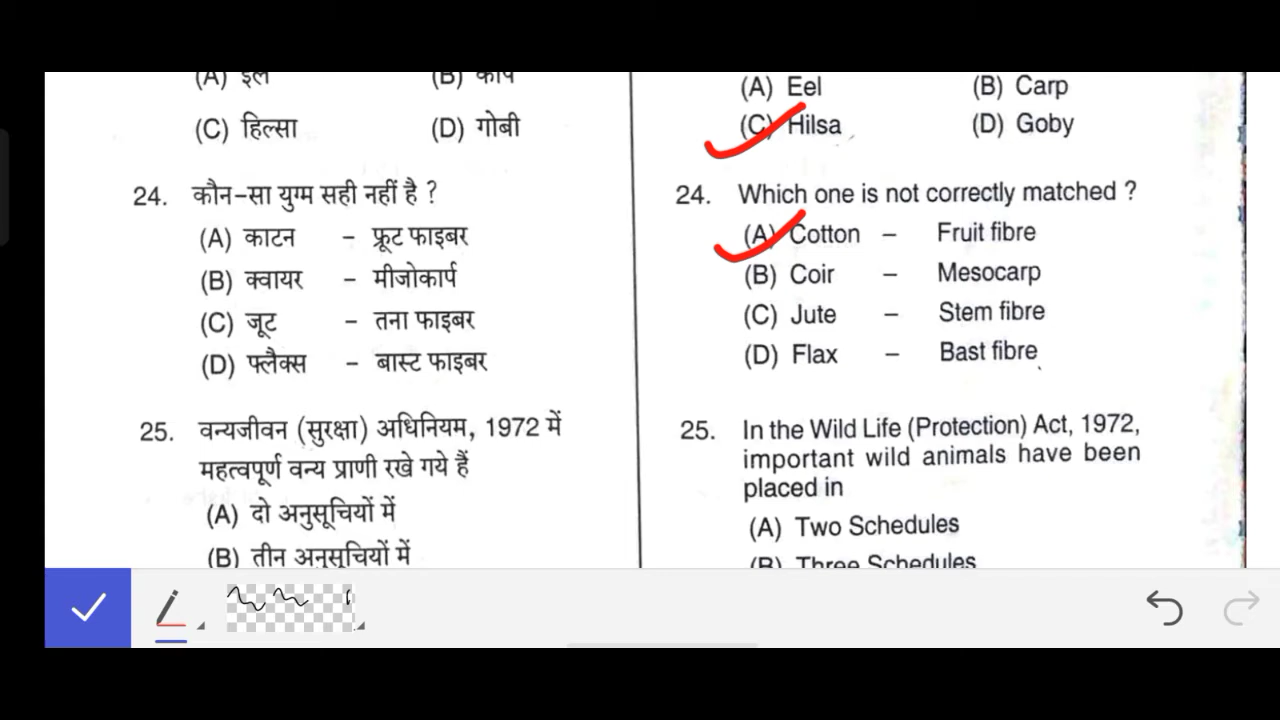 (A) ईल (B) कार्प
(C) हिल्सा (D) गोबी
24. कौन-सा युग्म सही नहीं है ?
(A) काटन - फ्रूट फाइबर
(B) क्वायर - मीजोकार्प
(C) जूट - तना फाइबर
(D) फ्लैक्स - बास्ट फाइबर
25. वन्यजीवन (सुरक्षा) अधिनियम, 1972 में
महत्वपूर्ण वन्य प्राणी रखे गये हैं
(A) दो अनुसूचियों में
(B) तीन अनुसूचियों में
(A) Eel (B) Carp
(C) Hilsa (D) Goby
24. Which one is not correctly matched ?
(A) Cotton – Fruit fibre
(B) Coir – Mesocarp
(C) Jute – Stem fibre
(D) Flax – Bast fibre
25. In the Wild Life (Protection) Act, 1972,
important wild animals have been
placed in
(A) Two Schedules
(B) Three Schedules